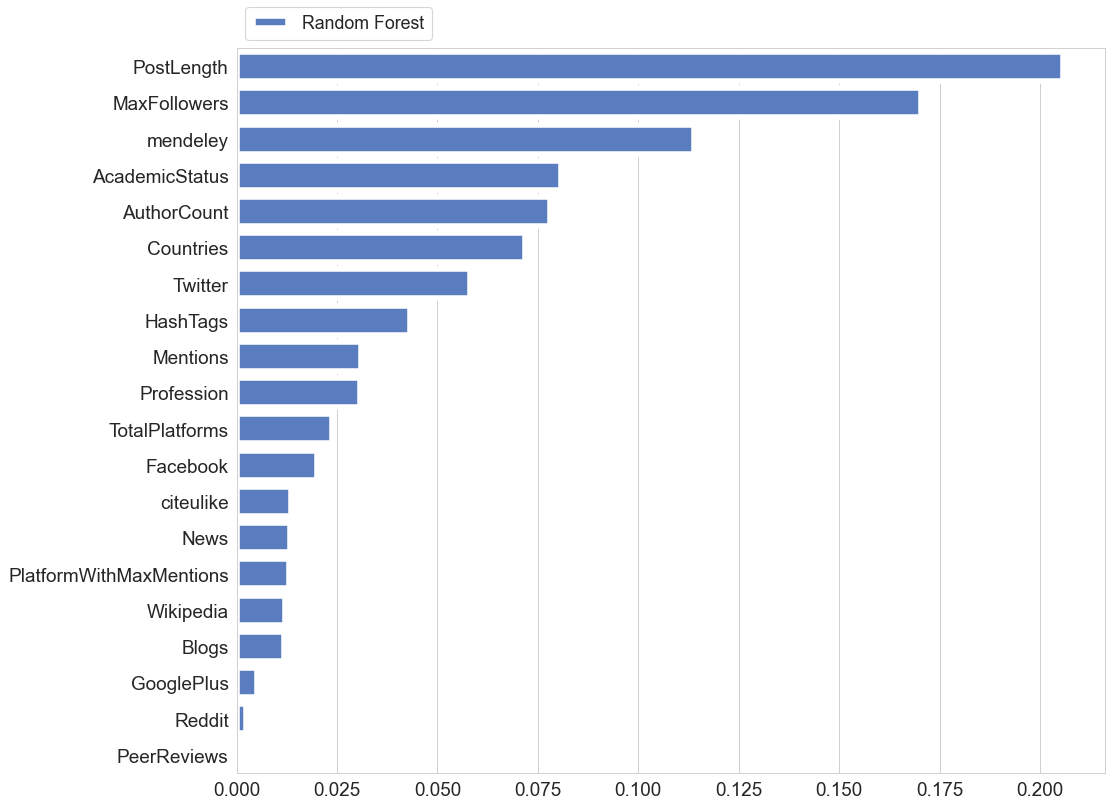 Random Forest
PostLength
MaxFollowers
mendeley
AcademicStatus
AuthorCount
Countries
Twitter
HashTags
Mentions
Profession
TotalPlatforms
Facebook
citeulike
News
PlatformWithMaxMentions
Wikipedia
Blogs
GooglePlus
Reddit
PeerReviews
0.000 0.025 0.050 0.075 0.100 0.125 0.150 0.175 0.200